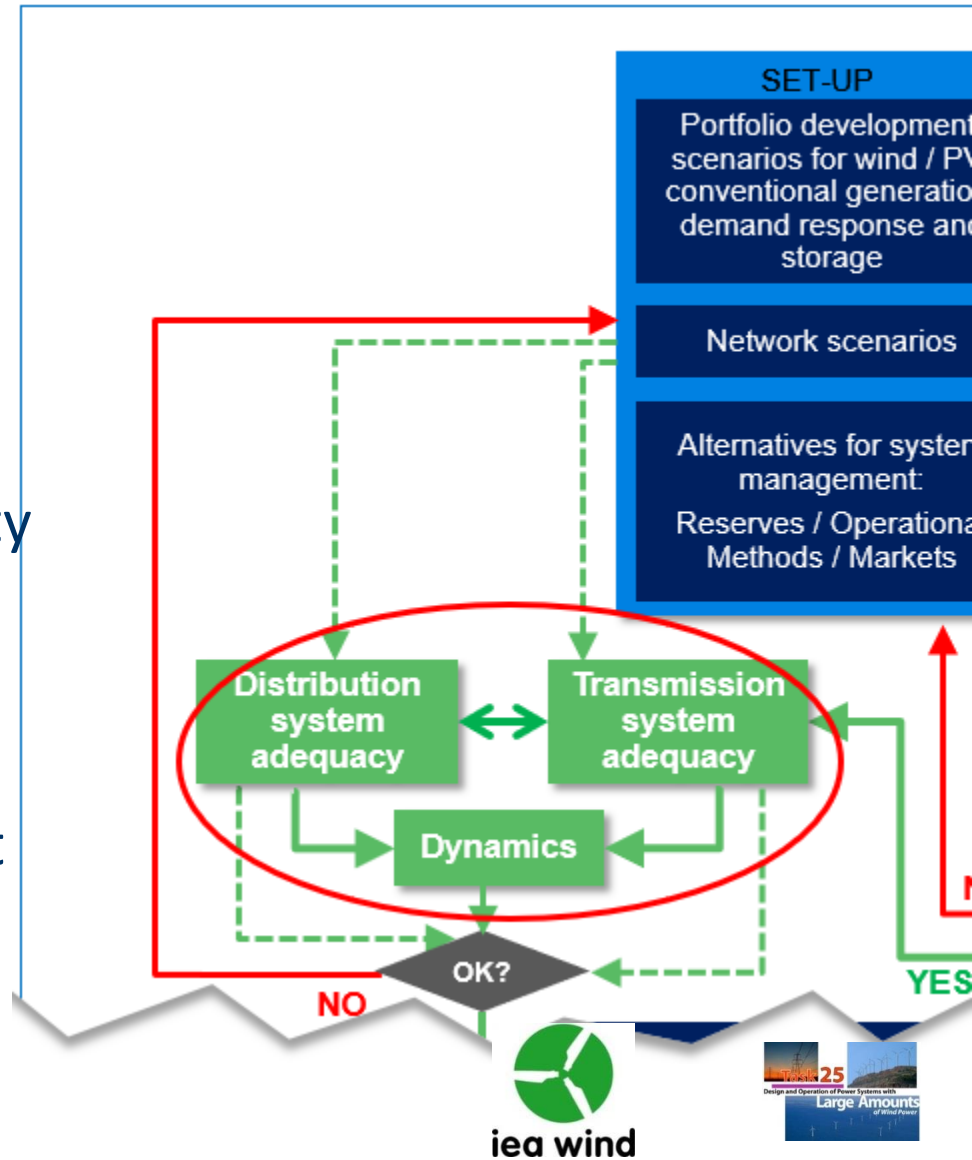 SET-UP
Portfolio development
scenarios for wind / PV
conventional generation
demand response and
storage
Network scenarios
Alternatives for system
management:
Reserves / Operational
Methods / Markets
ty
t
Distribution
system
adequacy
Transmission
system
adequacy
Dynamics
OK?
NO
N
YES
iea wind
Task 25
Design and Operation of Power Systems with
Large Amounts
of Wind Power